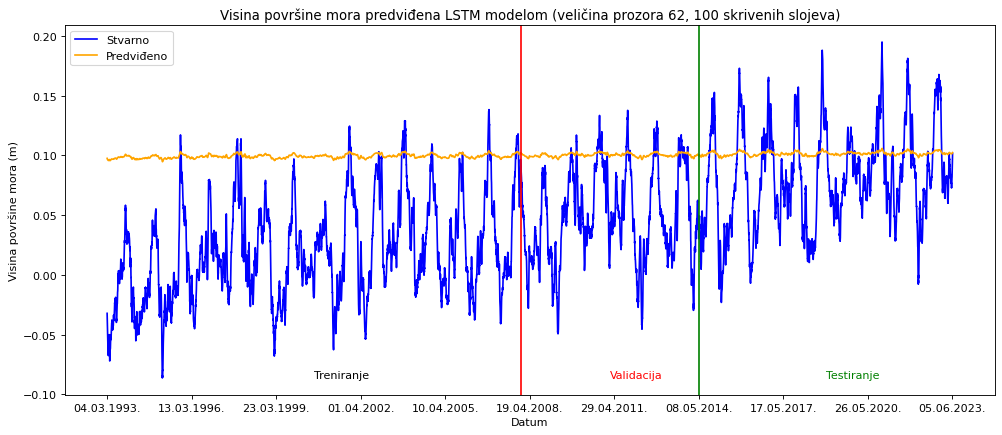 Visina površine mora predviđena LSTM modelom (veličina prozora 62, 100 skrivenih slojeva)
Stvarno
Predviđeno
Visina površine mora (m)
0.20
0.15
0.10
0.05
0.00
−0.05
−0.10
Treniranje
Validacija
Testiranje
04.03.1993.
13.03.1996.
23.03.1999.
01.04.2002.
10.04.2005.
19.04.2008.
29.04.2011.
08.05.2014.
17.05.2017.
26.05.2020.
05.06.2023.
Datum